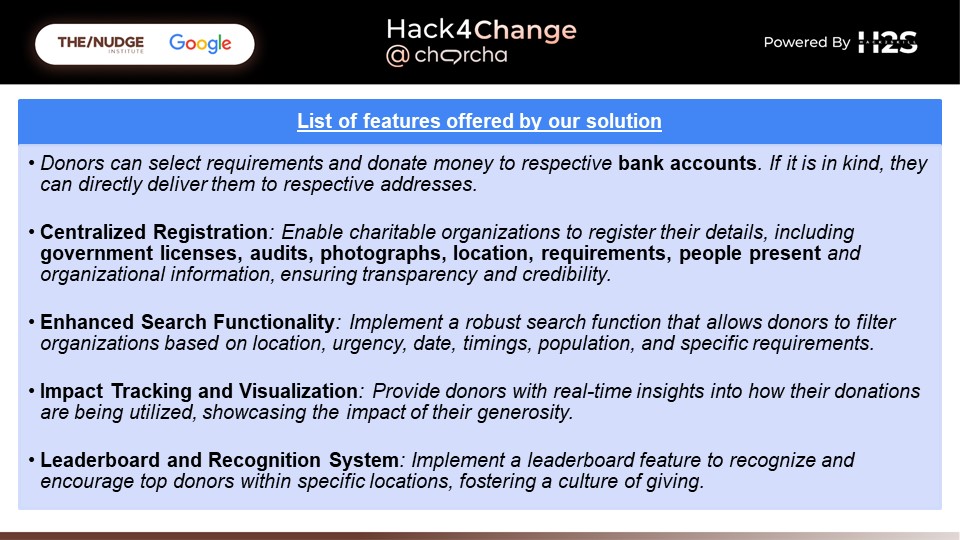 THE/NUDGE
INSTITUTE
Google
Hack4Change
@ chorcha
Powered By H2S
List of features offered by our solution
• Donors can select requirements and donate money to respective bank accounts. If it is in kind, they
can directly deliver them to respective addresses.
• Centralized Registration: Enable charitable organizations to register their details, including
government licenses, audits, photographs, location, requirements, people present and
organizational information, ensuring transparency and credibility.
• Enhanced Search Functionality: Implement a robust search function that allows donors to filter
organizations based on location, urgency, date, timings, population, and specific requirements.
• Impact Tracking and Visualization: Provide donors with real-time insights into how their donations
are being utilized, showcasing the impact of their generosity.
• Leaderboard and Recognition System: Implement a leaderboard feature to recognize and
encourage top donors within specific locations, fostering a culture of giving.